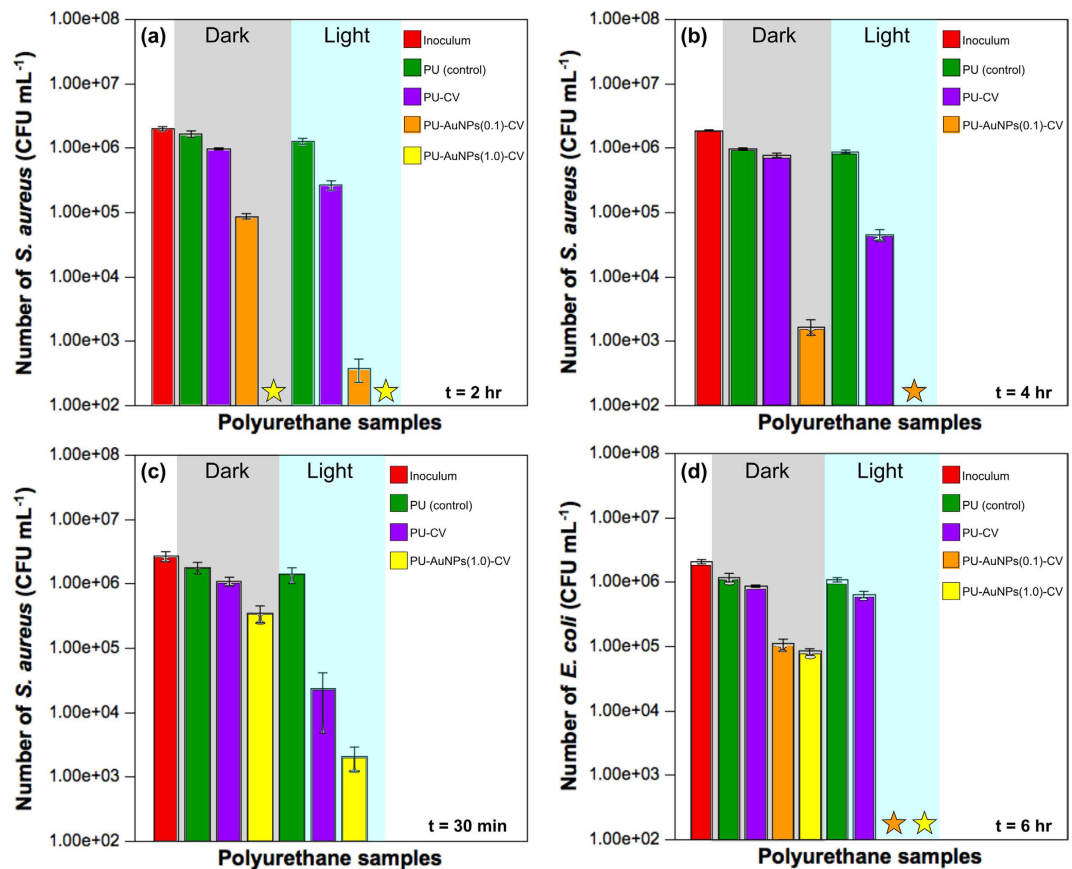 (a)
Dark
Light
Number of S. aureus (CFU mL⁻¹)
1.00e+08
1.00e+07
1.00e+06
1.00e+05
1.00e+04
1.00e+03
1.00e+02
Inoculum
PU (control)
PU-CV
PU-AuNPs(0.1)-CV
PU-AuNPs(1.0)-CV
t = 2 hr
Polyurethane samples
(b)
Dark
Light
Number of S. aureus (CFU mL⁻¹)
1.00e+08
1.00e+07
1.00e+06
1.00e+05
1.00e+04
1.00e+03
1.00e+02
Inoculum
PU (control)
PU-CV
PU-AuNPs(0.1)-CV
t = 4 hr
Polyurethane samples
(c)
Dark
Light
Number of S. aureus (CFU mL⁻¹)
1.00e+08
1.00e+07
1.00e+06
1.00e+05
1.00e+04
1.00e+03
1.00e+02
Inoculum
PU (control)
PU-CV
PU-AuNPs(1.0)-CV
t = 30 min
Polyurethane samples
(d)
Dark
Light
Number of E. coli (CFU mL⁻¹)
1.00e+08
1.00e+07
1.00e+06
1.00e+05
1.00e+04
1.00e+03
1.00e+02
Inoculum
PU (control)
PU-CV
PU-AuNPs(0.1)-CV
PU-AuNPs(1.0)-CV
t = 6 hr
Polyurethane samples